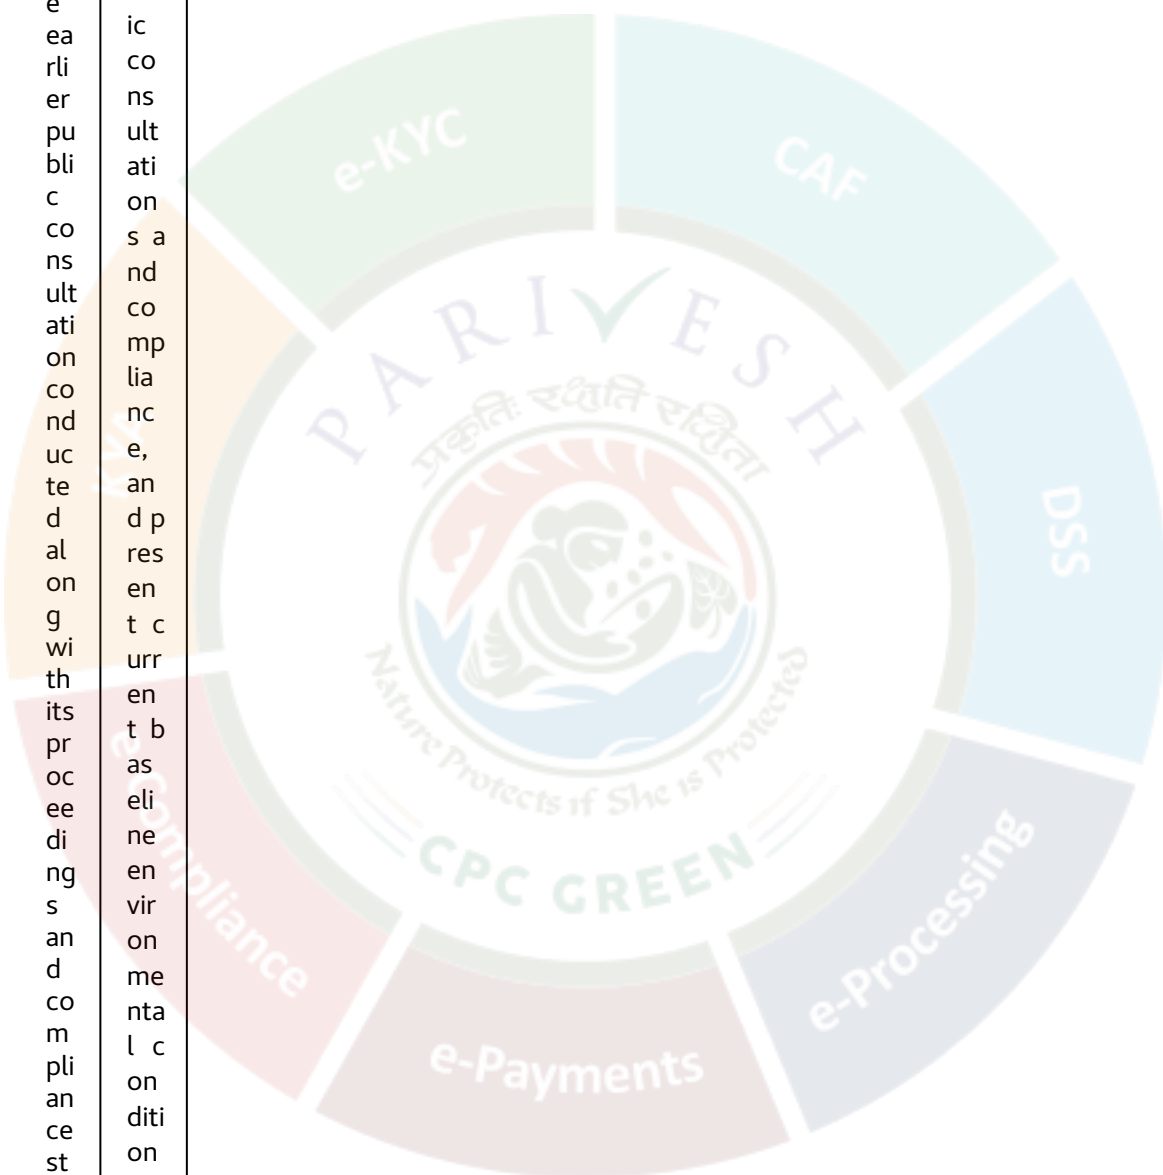 e
ea
rli
er
pu
bli
c
co
ns
ult
ati
on
co
nd
uc
te
d
al
on
g
wi
th
its
pr
oc
ee
di
ng
s
an
d
co
m
pli
an
ce
st
ic
co
ns
ult
ati
on
s a
nd
co
mp
lia
nc
e,
an
d p
res
en
t c
urr
en
t b
as
eli
ne
en
vir
on
me
nta
l c
on
diti
on
e-KYC
CAF
DSS
e-Processing
e-Payments
e-Compliance
KYA
PARIVESH
प्रकृतिः रक्षति रक्षिता
Nature Protects if She is Protected
CPC GREEN